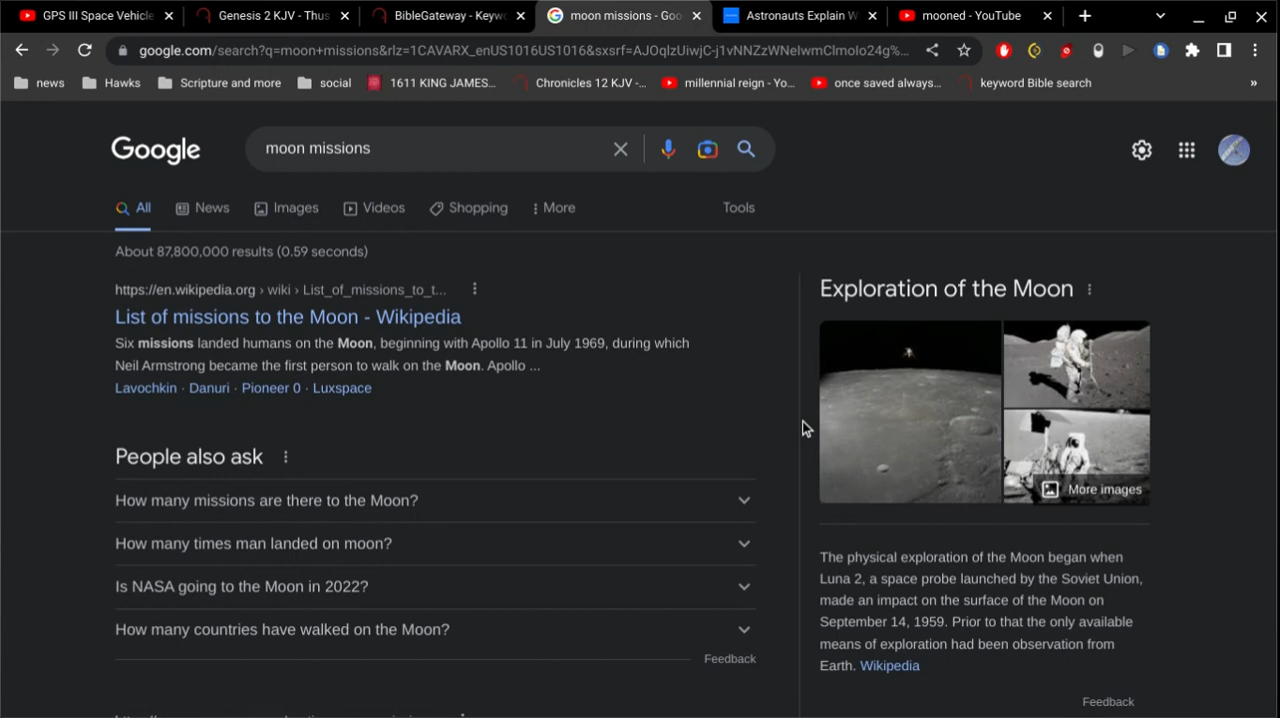 GPS III Space Vehicle
Genesis 2 KJV - Thus
BibleGateway - Keyw
moon missions - Goo
Astronauts Explain W
mooned - YouTube
google.com/search?q=moon+missions&rlz=1CAVARX_enUS1016US1016&sxsrf=AJOqlzUiwjC-j1vNNZzWNeIwmClmoIo24g%...
news
Hawks
Scripture and more
social
1611 KING JAMES...
Chronicles 12 KJV -...
millennial reign - Yo...
once saved always...
keyword Bible search
»
Google
moon missions
All
News
Images
Videos
Shopping
More
Tools
About 87,800,000 results (0.59 seconds)
https://en.wikipedia.org › wiki › List_of_missions_to_t...
List of missions to the Moon - Wikipedia
Six missions landed humans on the Moon, beginning with Apollo 11 in July 1969, during which
Neil Armstrong became the first person to walk on the Moon. Apollo ...
Lavochkin · Danuri · Pioneer 0 · Luxspace
People also ask
How many missions are there to the Moon?
How many times man landed on moon?
Is NASA going to the Moon in 2022?
How many countries have walked on the Moon?
Feedback
Exploration of the Moon
More images
The physical exploration of the Moon began when
Luna 2, a space probe launched by the Soviet Union,
made an impact on the surface of the Moon on
September 14, 1959. Prior to that the only available
means of exploration had been observation from
Earth. Wikipedia
Feedback